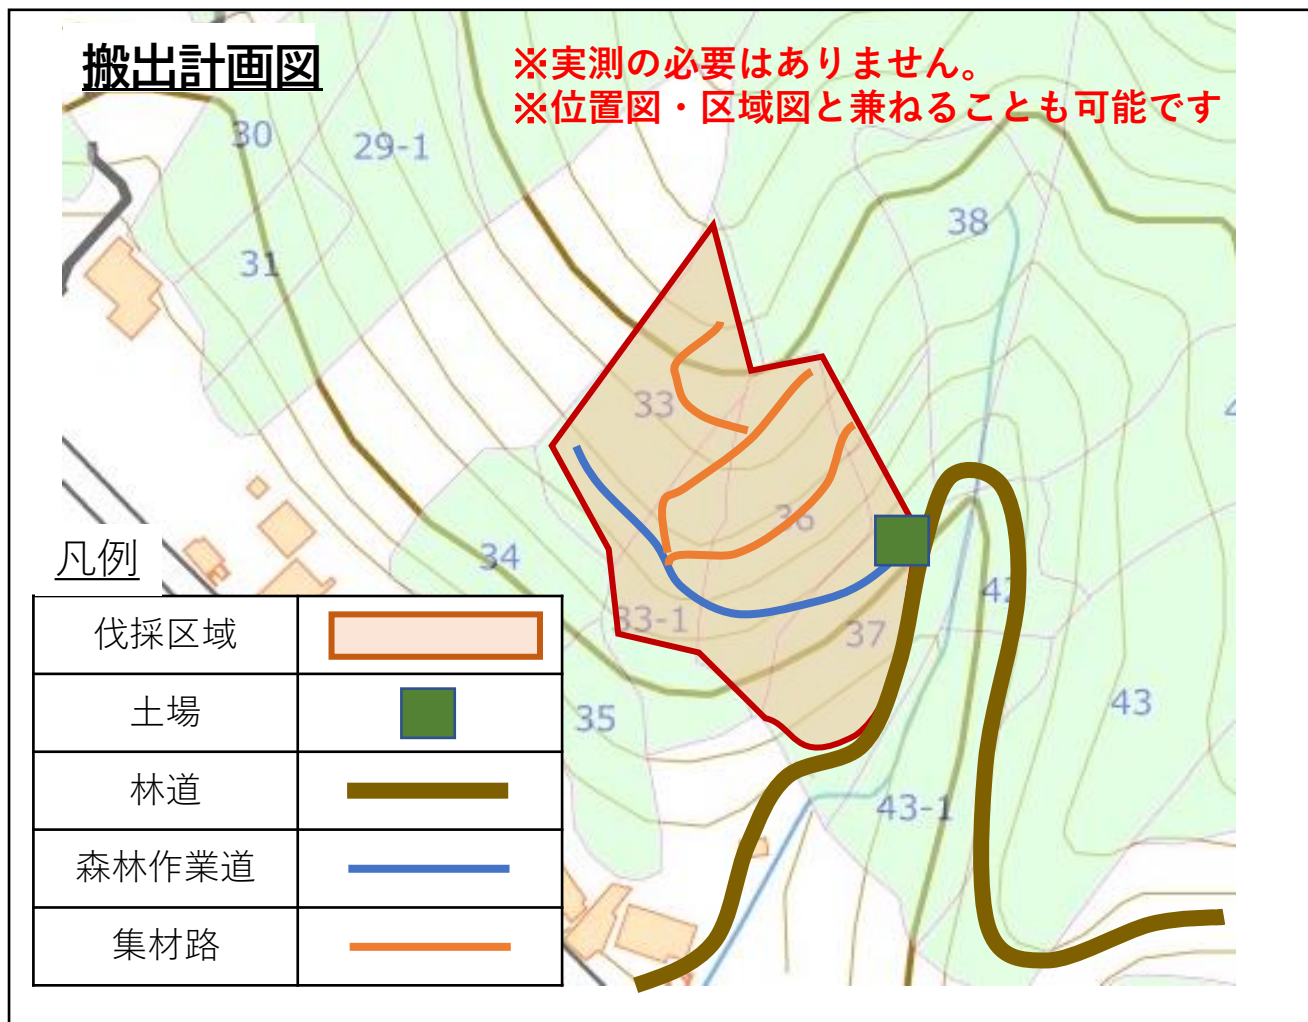 搬出計画図
※実測の必要はありません。
※位置図・区域図と兼ねることも可能です
30
29-1
38
31
33
36
34
33-1
37
42
35
43
43-1
凡例
伐採区域
土場
林道
森林作業道
集材路